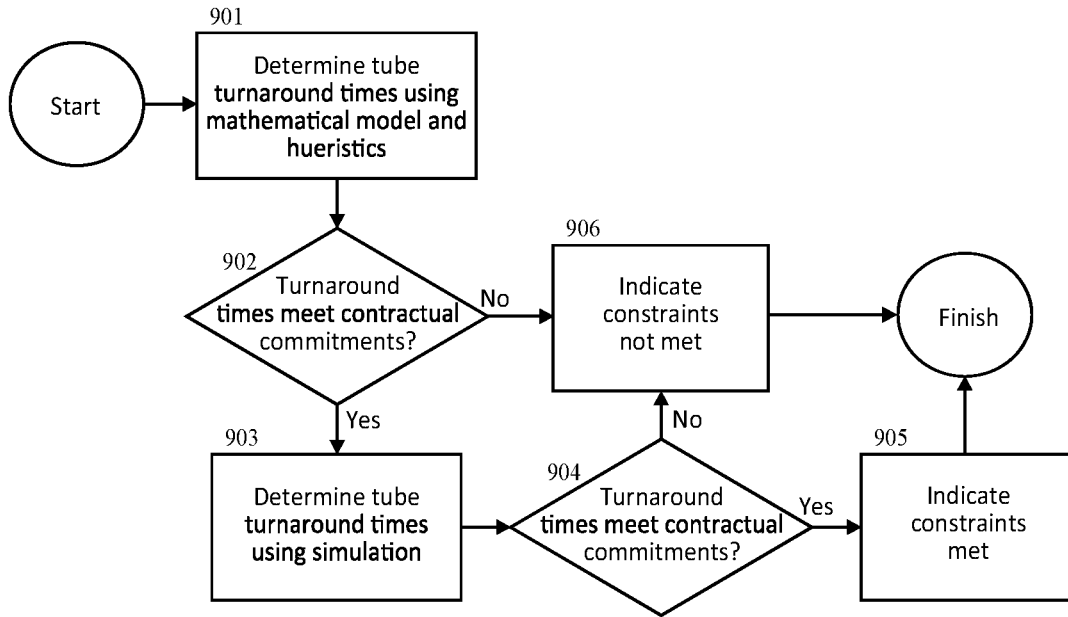 901
Start
Determine tube
turnaround times using
mathematical model and
hueristics
902
Turnaround
times meet contractual
commitments?
No
Yes
906
Indicate
constraints
not met
Finish
903
Determine tube
turnaround times
using simulation
904
Turnaround
times meet contractual
commitments?
No
Yes
905
Indicate
constraints
met